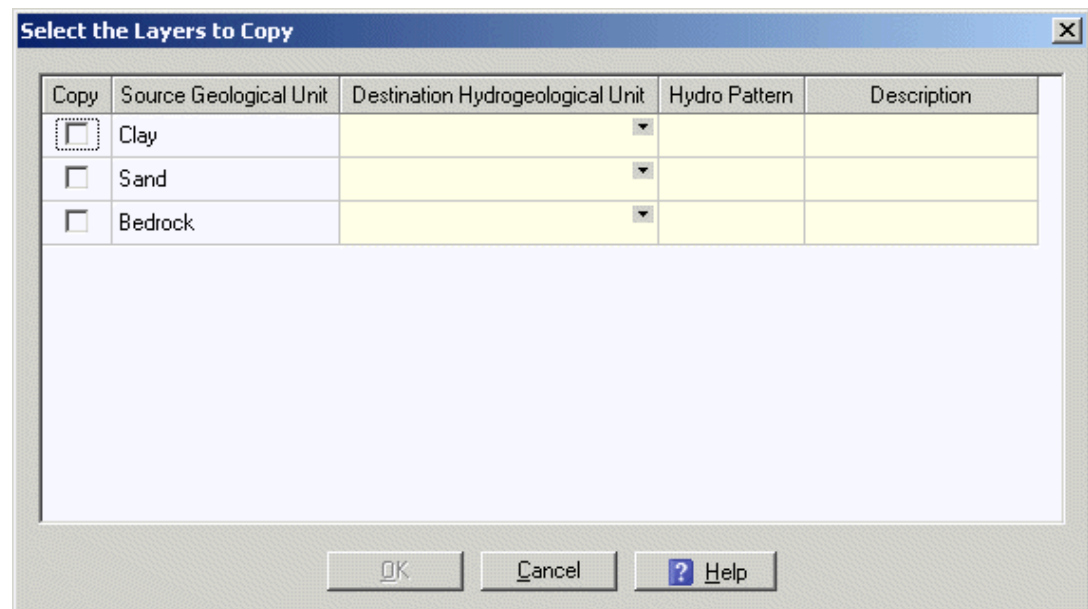 Select the Layers to Copy
Copy Source Geological Unit Destination Hydrogeological Unit Hydro Pattern Description
Clay
Sand
Bedrock
OK Cancel ? Help